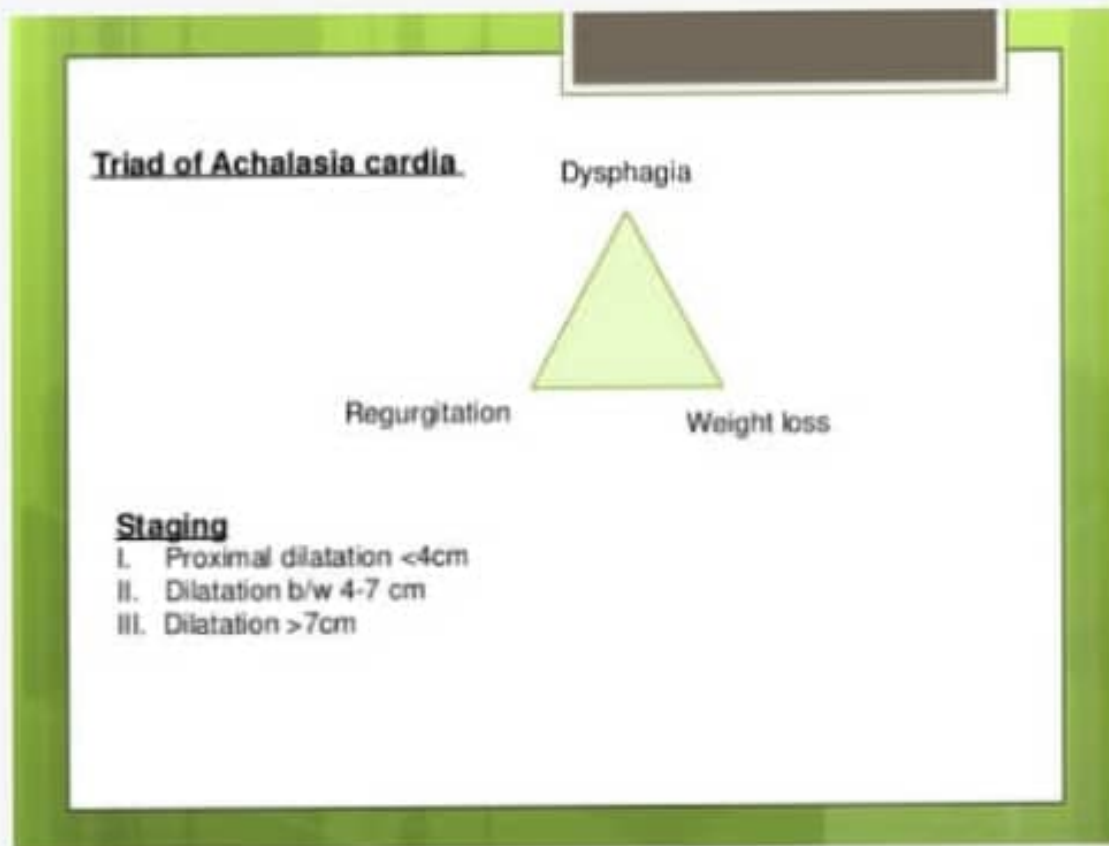 Triad of Achalasia cardia
Dysphagia
Regurgitation
Weight loss
Staging
I. Proximal dilatation <4cm
II. Dilatation b/w 4-7 cm
III. Dilatation >7cm